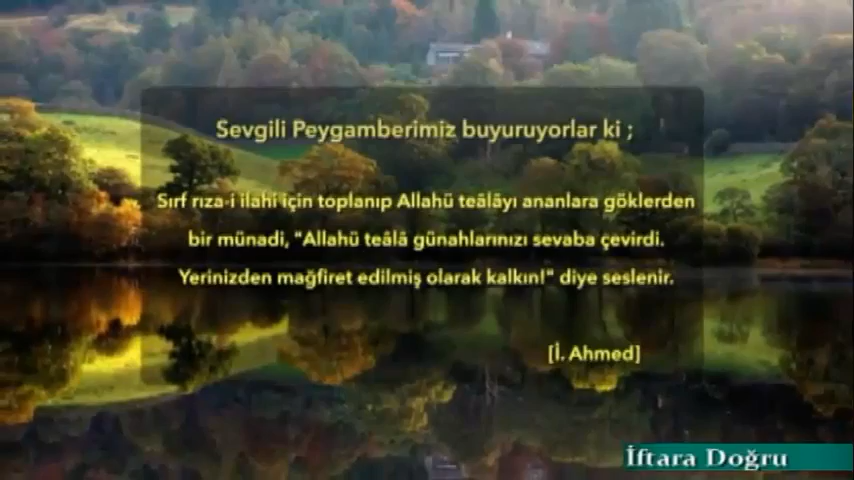 Sevgili Peygamberimiz buyuruyorlar ki ;
Sırf rıza-i ilahi için toplanıp Allahü teâlâyı ananlara göklerden
bir münadi, "Allahü teâlâ günahlarınızı sevaba çevirdi.
Yerinizden mağfiret edilmiş olarak kalkın!" diye seslenir.
[İ. Ahmed]
İftara Doğru